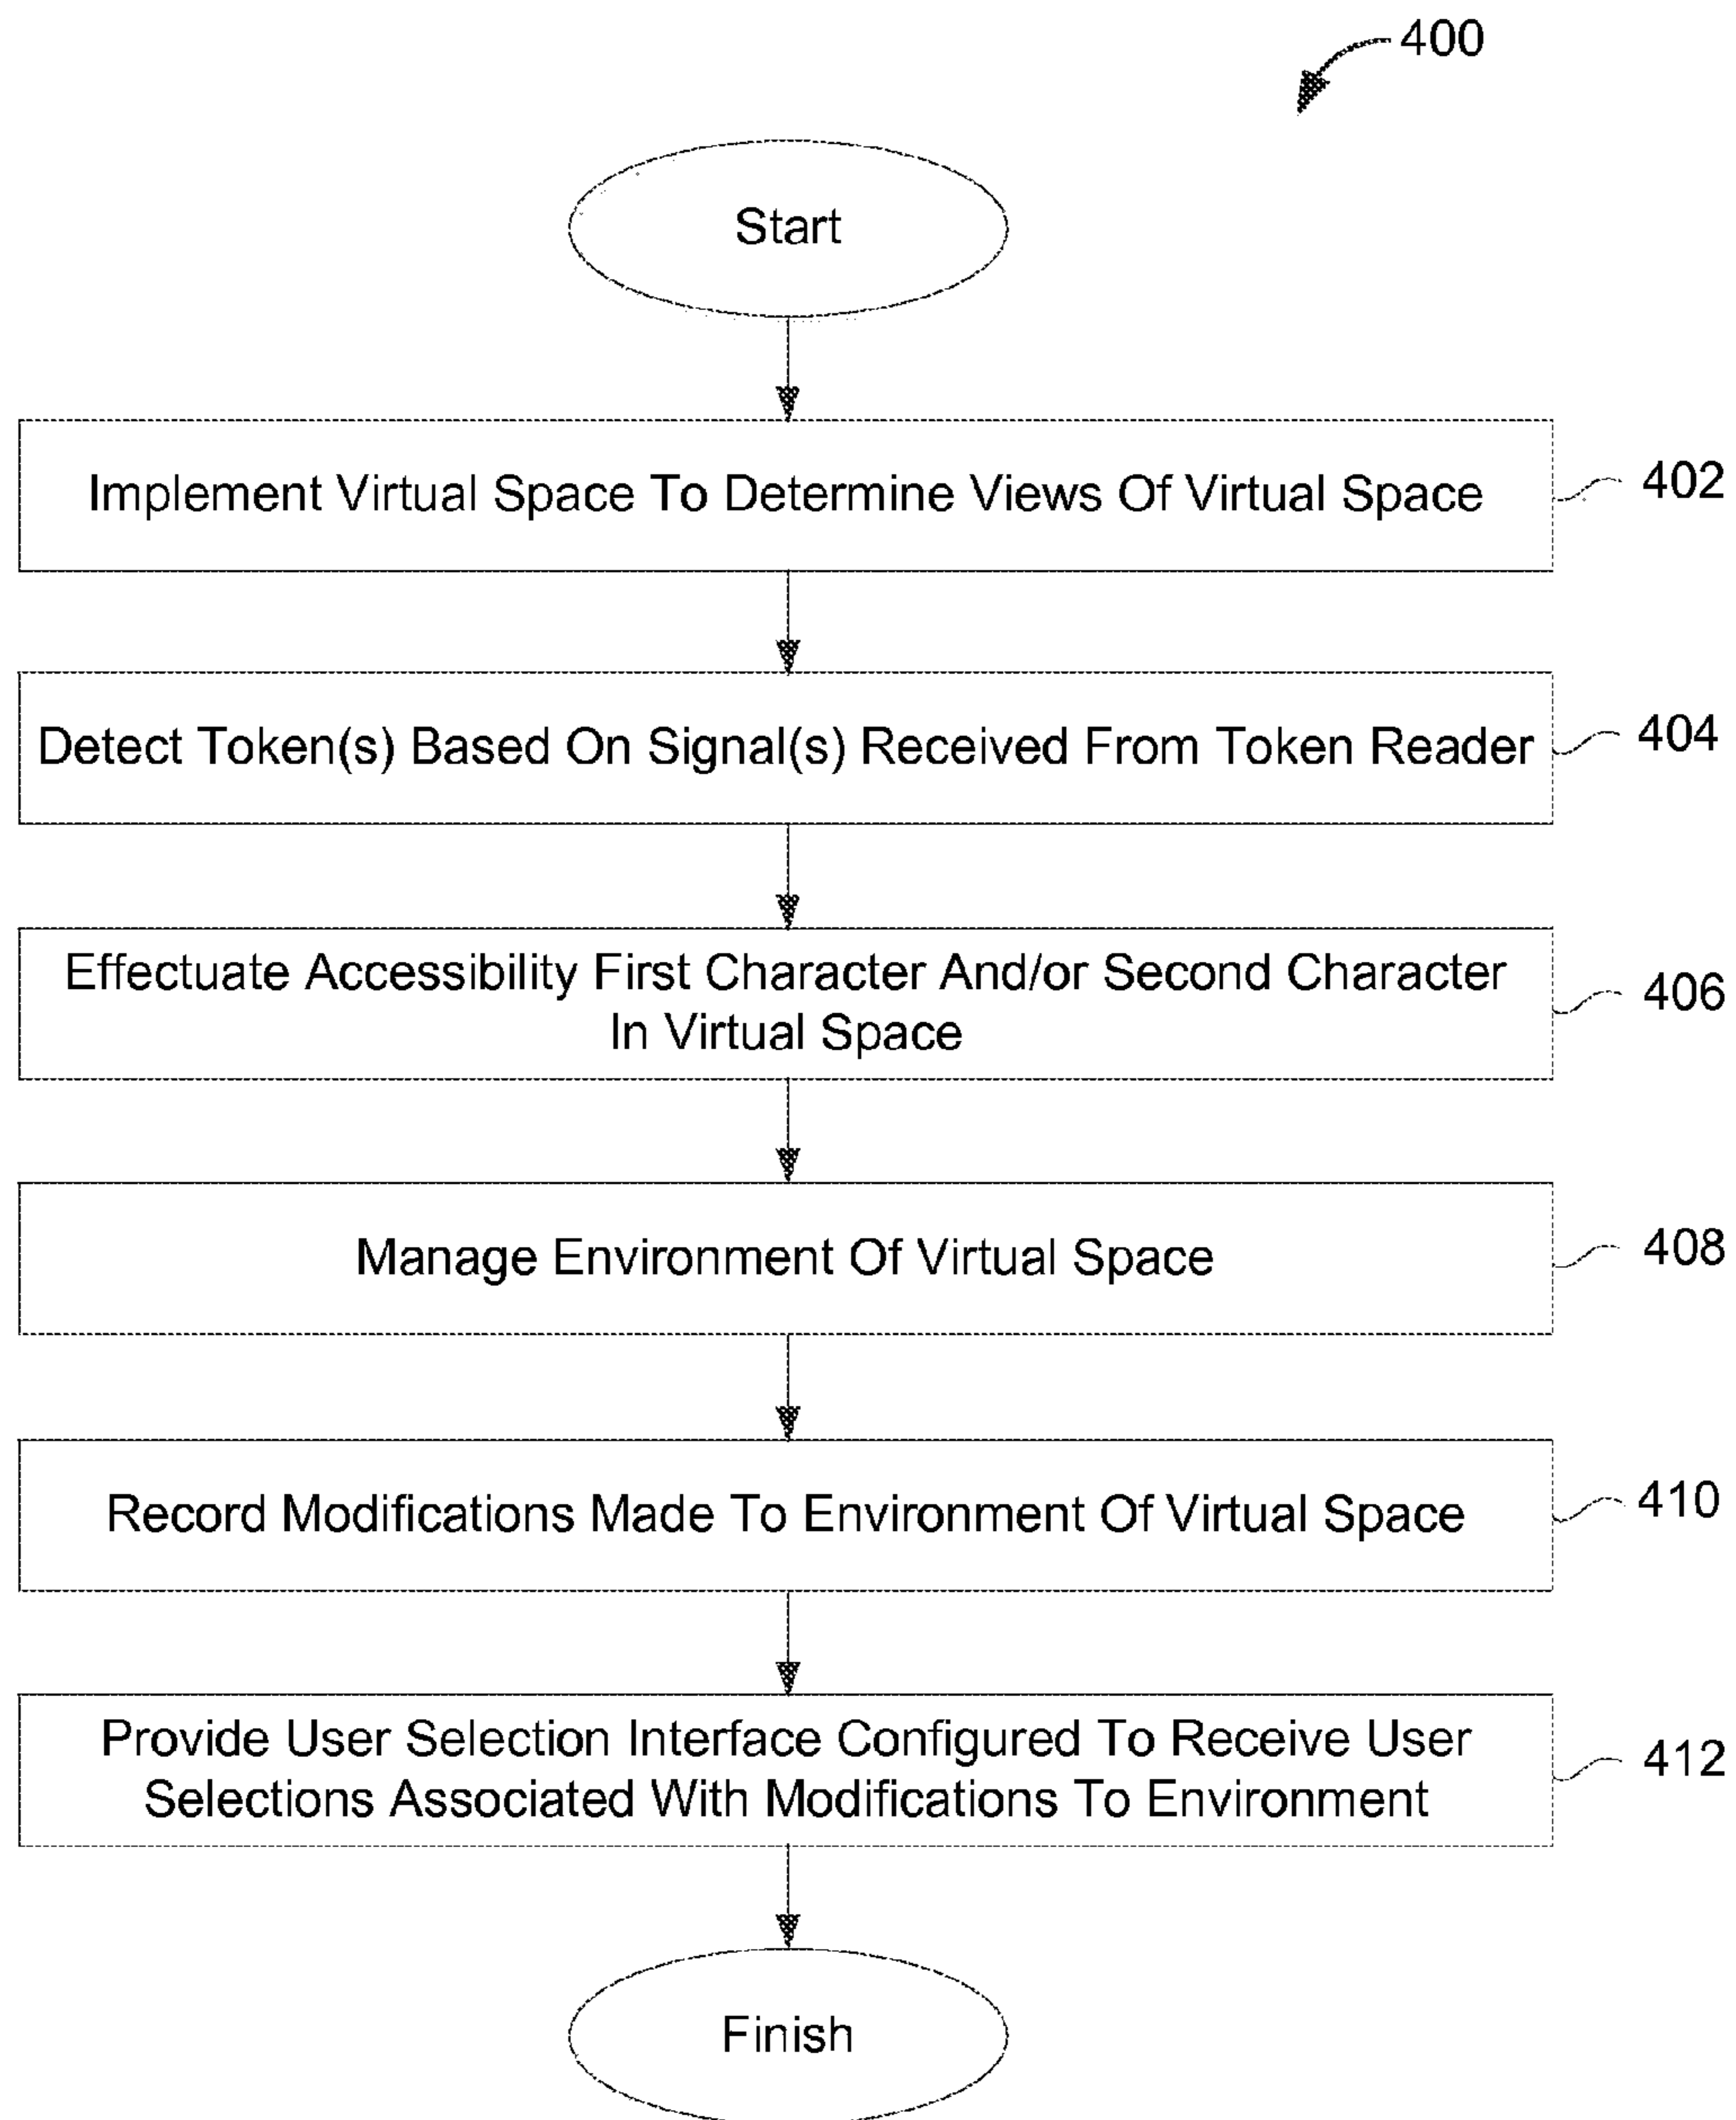 400
Start
Implement Virtual Space To Determine Views Of Virtual Space
402
Detect Token(s) Based On Signal(s) Received From Token Reader
404
Effectuate Accessibility First Character And/or Second Character
In Virtual Space
406
Manage Environment Of Virtual Space
408
Record Modifications Made To Environment Of Virtual Space
410
Provide User Selection Interface Configured To Receive User
Selections Associated With Modifications To Environment
412
Finish